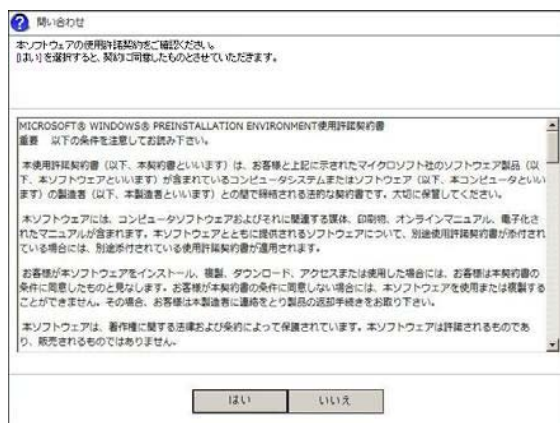 問い合わせ
本ソフトウェアの使用許諾契約をご確認ください。
[はい]を選択すると、契約に同意したものとさせていただきます。
MICROSOFT® WINDOWS® PREINSTALLATION ENVIRONMENT使用許諾契約書
重要　以下の条件を注意してお読み下さい。
本使用許諾契約書（以下、本契約書といいます）は、お客様と上記に示されたマイクロソフト社のソフトウェア製品（以
下、本ソフトウェアといいます）が含まれているコンピュータシステムまたはソフトウェア（以下、本コンピュータといい
ます）の製造者（以下、本製造者といいます）との間で締結される法的な契約書です。大切に保管してください。
本ソフトウェアには、コンピュータソフトウェアおよびそれに関連する媒体、印刷物、オンラインマニュアル、電子化さ
れたマニュアルが含まれます。本ソフトウェアとともに提供されるソフトウェアについて、別途使用許諾契約書が添付され
ている場合には、別途添付されている使用許諾契約書が適用されます。
お客様が本ソフトウェアをインストール、複製、ダウンロード、アクセスまたは使用した場合には、お客様は本契約書の
条件に同意したものと見なします。お客様が本契約書の条件に同意しない場合には、本ソフトウェアを使用または複製する
ことができません。その場合、お客様は本製造者に連絡をとり製品の返却手続きをお取り下さい。
本ソフトウェアは、著作権に関する法律および条約によって保護されています。本ソフトウェアは許諾されるものであ
り、販売されるものではありません。
はい
いいえ